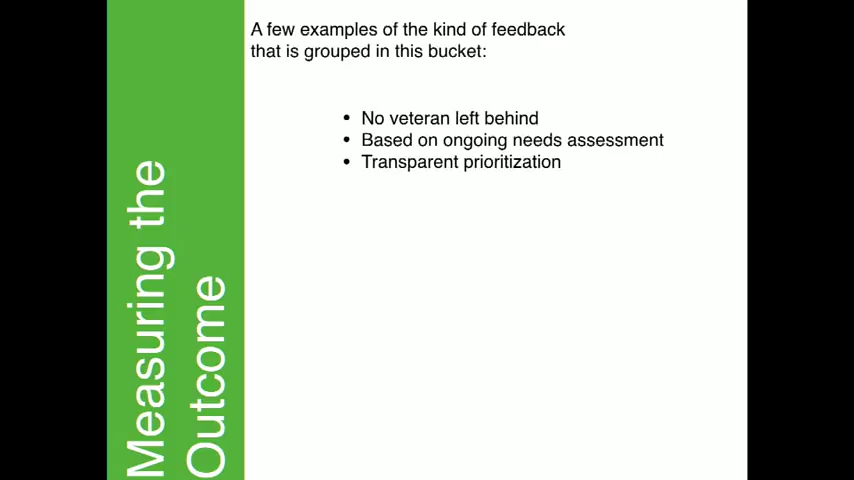 Measuring the
Outcome
A few examples of the kind of feedback
that is grouped in this bucket:
• No veteran left behind
• Based on ongoing needs assessment
• Transparent prioritization